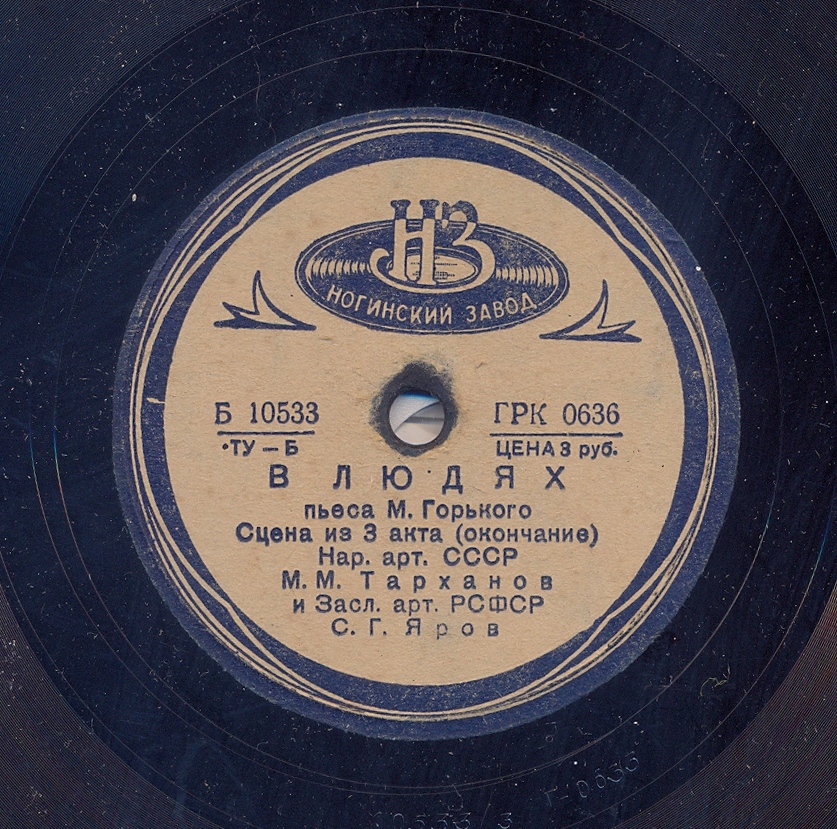 НЗ
НОГИНСКИЙ ЗАВОД
Б 10533 ГРК 0636
ТУ – Б ЦЕНА 3 руб.
В ЛЮДЯХ
пьеса М. Горького
Сцена из 3 акта (окончание)
Нар. арт. СССР
М. М. Тарханов
и Засл. арт. РСФСР
С. Г. Яров